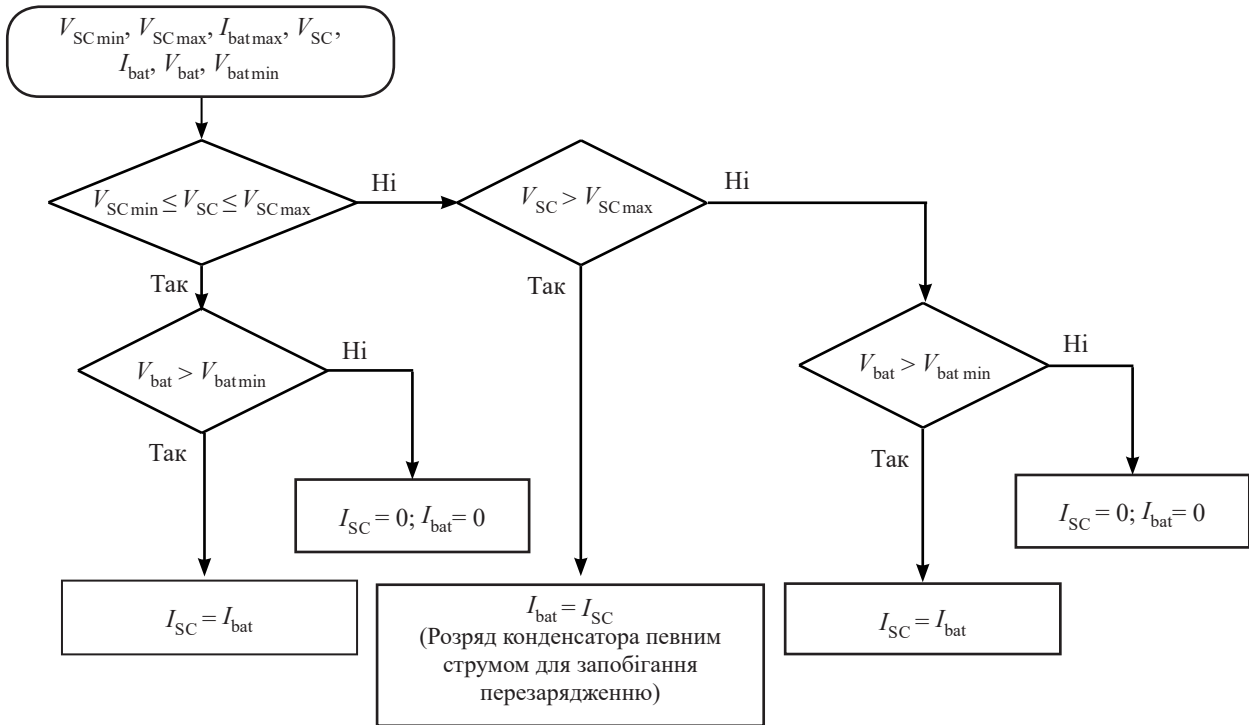 V_SC min, V_SC max, I_bat max, V_SC,
I_bat, V_bat, V_bat min
V_SC min ≤ V_SC ≤ V_SC max
Ні
V_SC > V_SC max
Ні
Так
Так
V_bat > V_bat min
Ні
V_bat > V_bat min
Ні
Так
Так
I_SC = 0; I_bat = 0
I_SC = 0; I_bat = 0
I_SC = I_bat
I_bat = I_SC
(Розряд конденсатора певним
струмом для запобігання
перезарядженню)
I_SC = I_bat